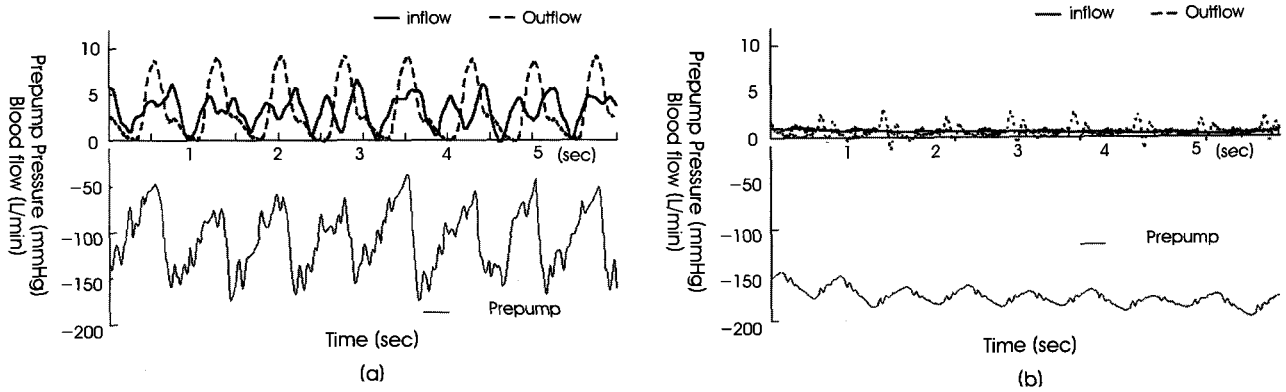 inflow Outflow
Prepump Pressure (mmHg)
Blood flow (L/min)
10
5
0
1 2 3 4 5 (sec)
−50
−100
−150
−200
Prepump
Time (sec)
(a)
inflow Outflow
Prepump Pressure (mmHg)
Blood flow (L/min)
10
5
0
1 2 3 4 5 (sec)
−50
−100
−150
−200
Prepump
Time (sec)
(b)